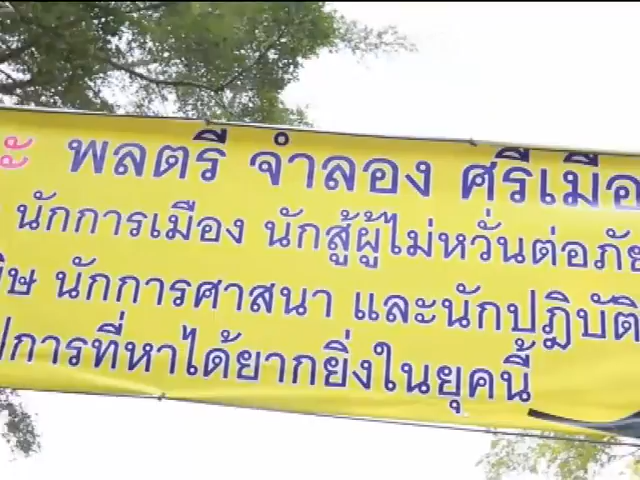 ะ พลตรี จำลอง ศรีเมือ
นักการเมือง นักสู้ผู้ไม่หวั่นต่อภัย
นักการศาสนา และนักปฏิบัติ
การที่หาได้ยากยิ่งในยุคนี้